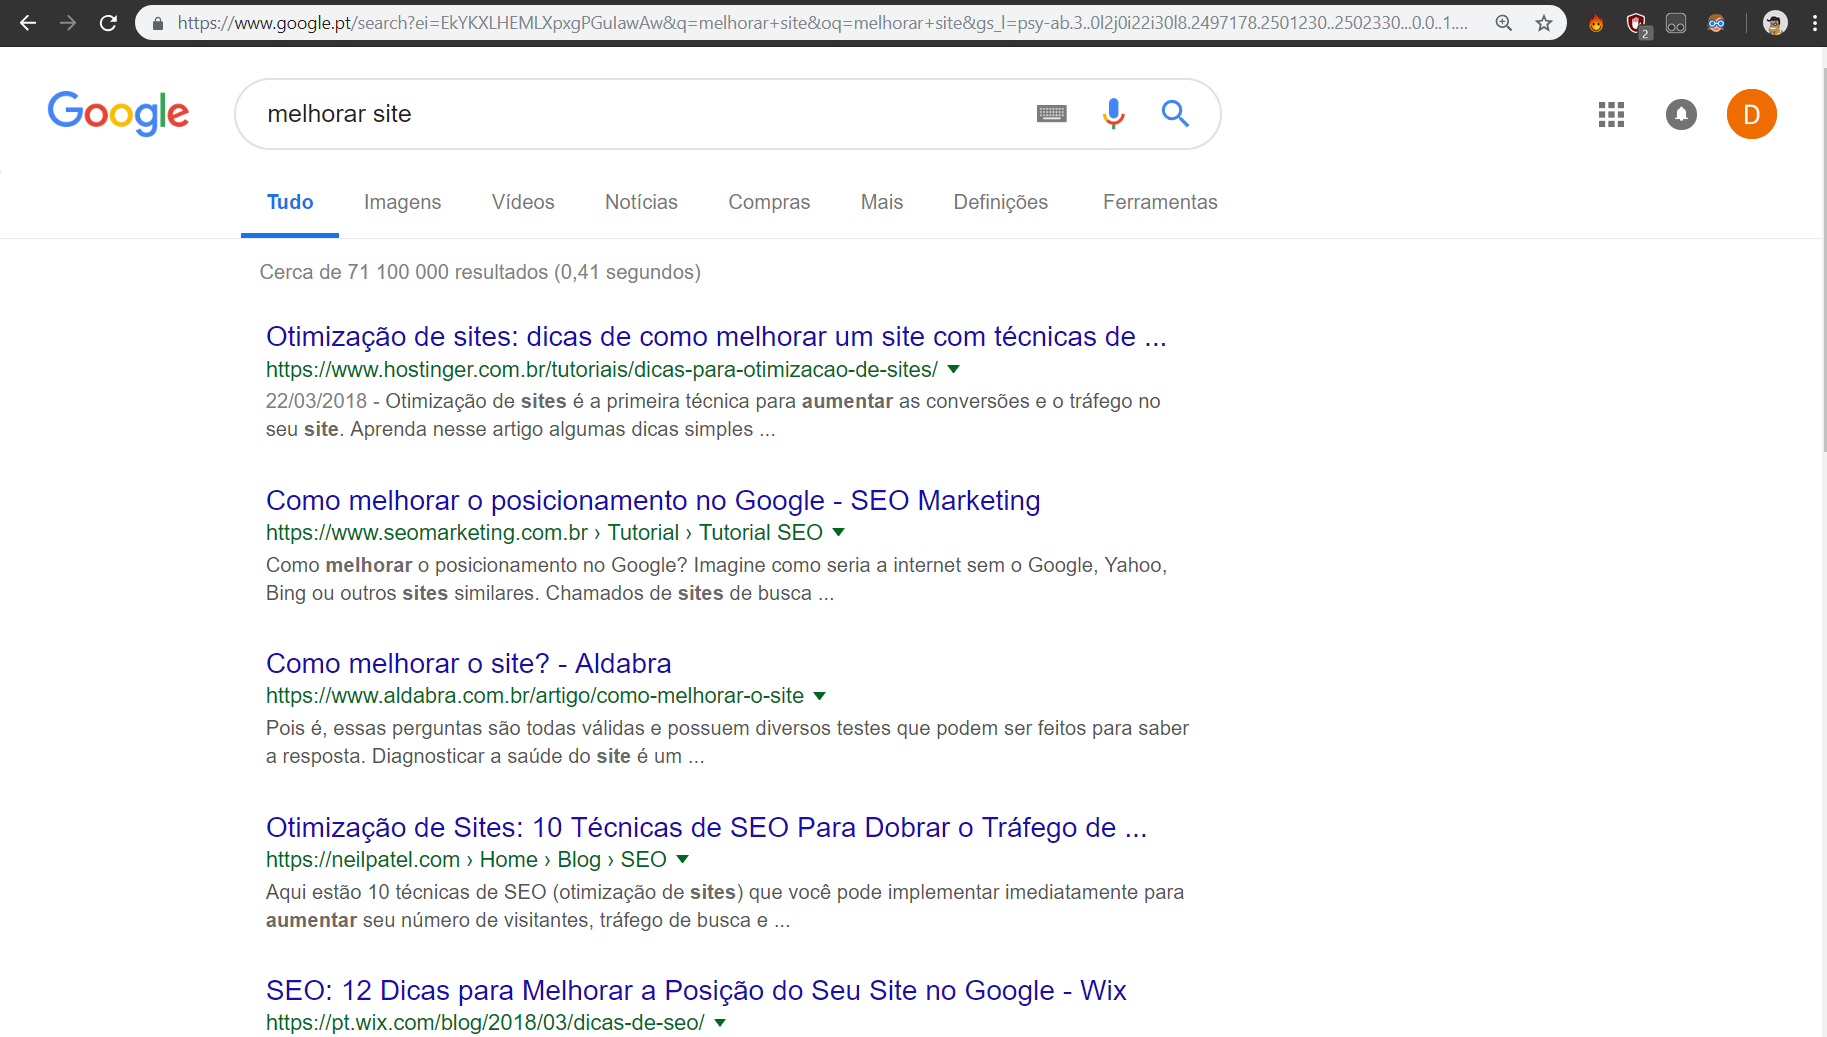 https://www.google.pt/search?ei=EkYKXLHEMLXpxgPGuIawAw&q=melhorar+site&oq=melhorar+site&gs_l=psy-ab.3..0l2j0i22i30l8.2497178.2501230..2502330...0.0..1....
2
Google
melhorar site
D
Tudo Imagens Vídeos Notícias Compras Mais Definições Ferramentas
Cerca de 71 100 000 resultados (0,41 segundos)
Otimização de sites: dicas de como melhorar um site com técnicas de ...
https://www.hostinger.com.br/tutoriais/dicas-para-otimizacao-de-sites/
22/03/2018 - Otimização de sites é a primeira técnica para aumentar as conversões e o tráfego no
seu site. Aprenda nesse artigo algumas dicas simples ...
Como melhorar o posicionamento no Google - SEO Marketing
https://www.seomarketing.com.br › Tutorial › Tutorial SEO
Como melhorar o posicionamento no Google? Imagine como seria a internet sem o Google, Yahoo,
Bing ou outros sites similares. Chamados de sites de busca ...
Como melhorar o site? - Aldabra
https://www.aldabra.com.br/artigo/como-melhorar-o-site
Pois é, essas perguntas são todas válidas e possuem diversos testes que podem ser feitos para saber
a resposta. Diagnosticar a saúde do site é um ...
Otimização de Sites: 10 Técnicas de SEO Para Dobrar o Tráfego de ...
https://neilpatel.com › Home › Blog › SEO
Aqui estão 10 técnicas de SEO (otimização de sites) que você pode implementar imediatamente para
aumentar seu número de visitantes, tráfego de busca e ...
SEO: 12 Dicas para Melhorar a Posição do Seu Site no Google - Wix
https://pt.wix.com/blog/2018/03/dicas-de-seo/